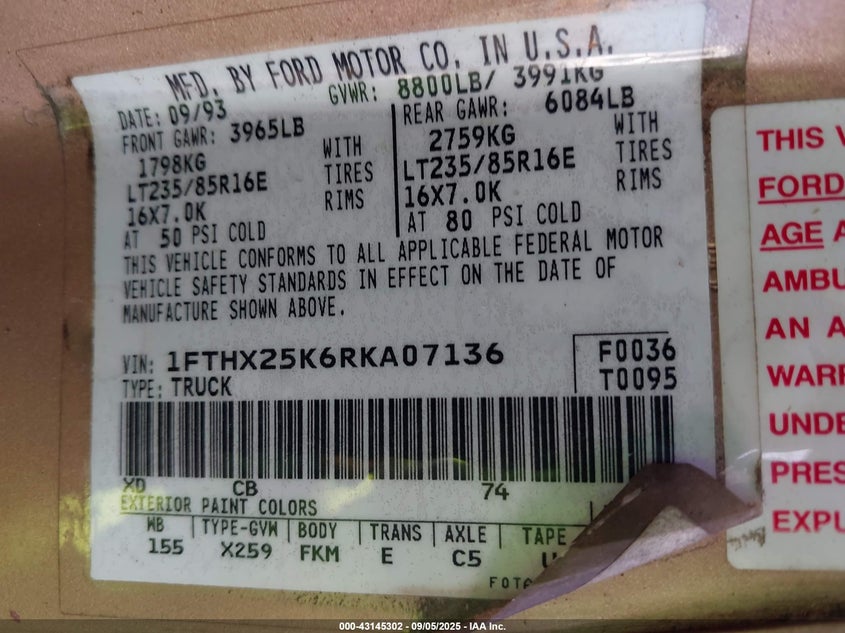 MFD. BY FORD MOTOR CO. IN U.S.A.
DATE: 09/93 GVWR: 8800LB/ 3991KG
FRONT GAWR: 3965LB REAR GAWR: 6084LB
1798KG WITH 2759KG WITH
LT235/85R16E TIRES LT235/85R16E TIRES
16X7.0K RIMS 16X7.0K RIMS
AT 50 PSI COLD AT 80 PSI COLD
THIS VEHICLE CONFORMS TO ALL APPLICABLE FEDERAL MOTOR
VEHICLE SAFETY STANDARDS IN EFFECT ON THE DATE OF
MANUFACTURE SHOWN ABOVE.
VIN: 1FTHX25K6RKA07136 F0036
TYPE: TRUCK T0095
XD CB 74
EXTERIOR PAINT COLORS
WB TYPE-GVW BODY TRANS AXLE TAPE
155 X259 FKM E C5
THIS
FORD
AGE
AN
000-43145302 - 09/05/2025 - IAA Inc.